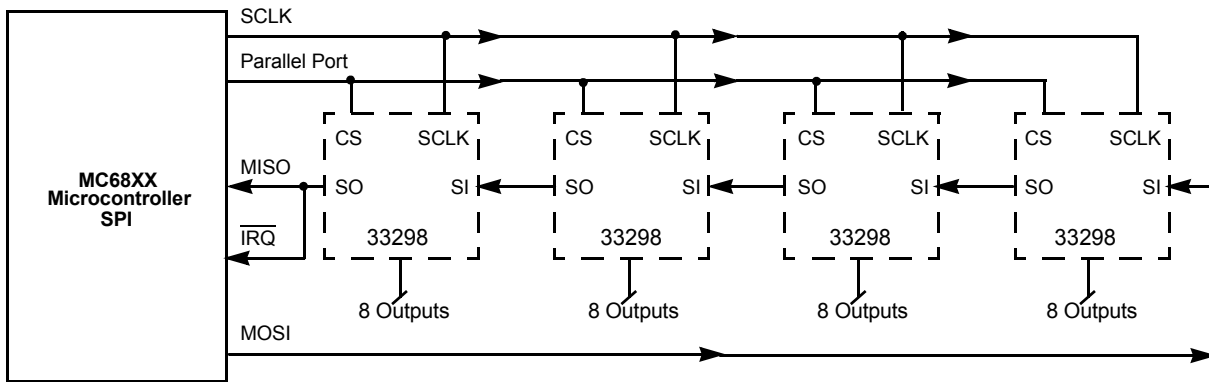 SCLK
Parallel Port
CS SCLK CS SCLK CS SCLK CS SCLK
MISO
SO SI SO SI SO SI SO SI
MC68XX
Microcontroller
SPI
IRQ
33298 33298 33298 33298
8 Outputs 8 Outputs 8 Outputs 8 Outputs
MOSI